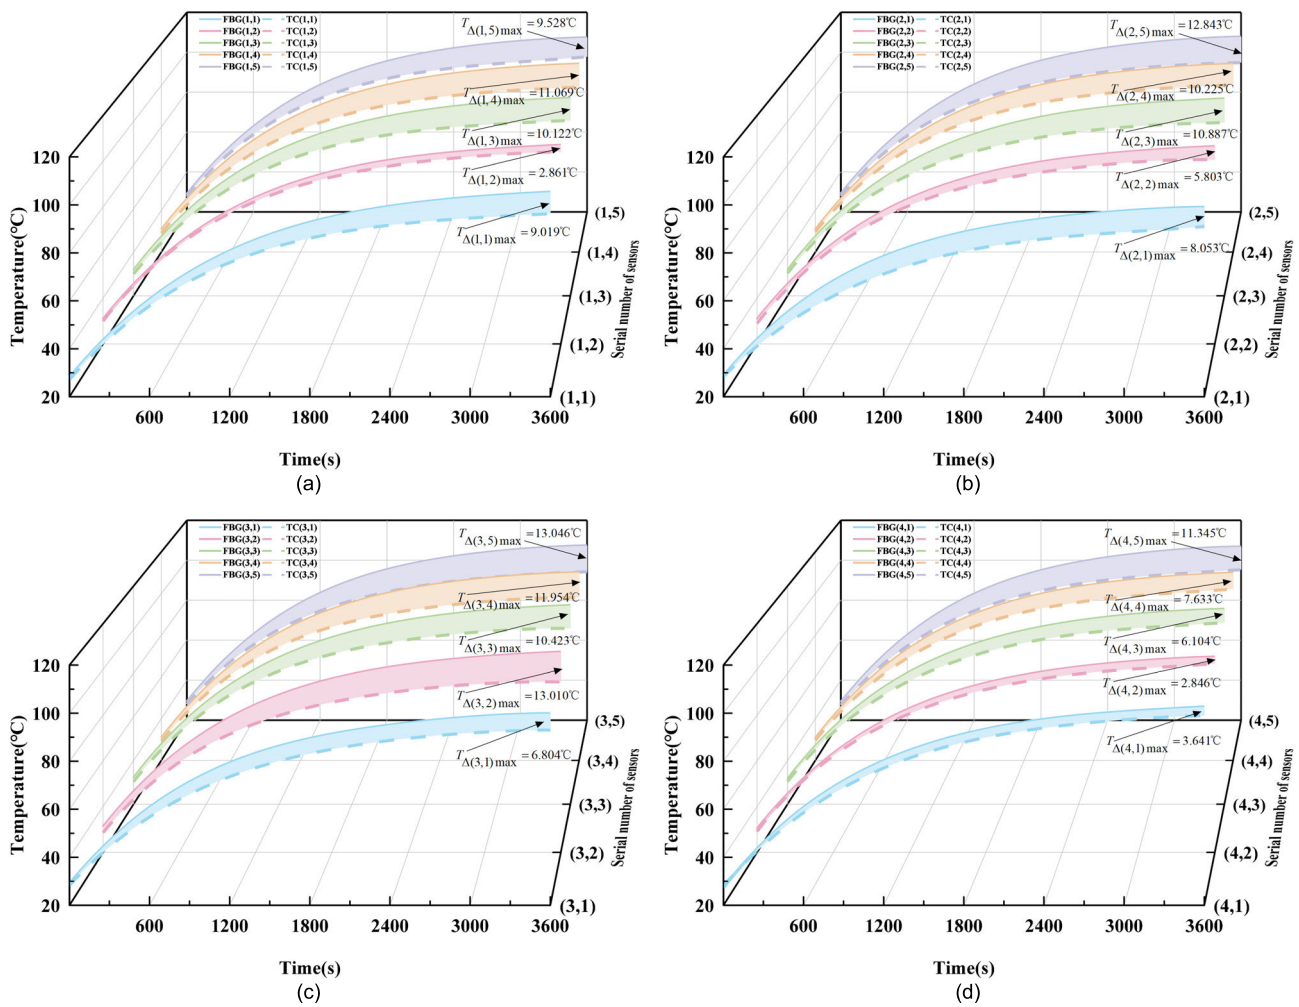 FBG(1,1) TC(1,1)
FBG(1,2) TC(1,2)
FBG(1,3) TC(1,3)
FBG(1,4) TC(1,4)
FBG(1,5) TC(1,5)
TΔ(1,5)max =9.528℃
TΔ(1,4)max =11.069℃
TΔ(1,3)max =10.122℃
TΔ(1,2)max =2.861℃
TΔ(1,1)max =9.019℃
120
100
80
60
40
20
Temperature(℃)
600 1200 1800 2400 3000 3600
Time(s)
(1,5)
(1,4)
(1,3)
(1,2)
(1,1)
Serial number of sensors
(a)
FBG(2,1) TC(2,1)
FBG(2,2) TC(2,2)
FBG(2,3) TC(2,3)
FBG(2,4) TC(2,4)
FBG(2,5) TC(2,5)
TΔ(2,5)max =12.843℃
TΔ(2,4)max =10.225℃
TΔ(2,3)max =10.887℃
TΔ(2,2)max =5.803℃
TΔ(2,1)max =8.053℃
120
100
80
60
40
20
Temperature(℃)
600 1200 1800 2400 3000 3600
Time(s)
(2,5)
(2,4)
(2,3)
(2,2)
(2,1)
Serial number of sensors
(b)
FBG(3,1) TC(3,1)
FBG(3,2) TC(3,2)
FBG(3,3) TC(3,3)
FBG(3,4) TC(3,4)
FBG(3,5) TC(3,5)
TΔ(3,5)max =13.046℃
TΔ(3,4)max =11.954℃
TΔ(3,3)max =10.423℃
TΔ(3,2)max =13.010℃
TΔ(3,1)max =6.804℃
120
100
80
60
40
20
Temperature(℃)
600 1200 1800 2400 3000 3600
Time(s)
(3,5)
(3,4)
(3,3)
(3,2)
(3,1)
Serial number of sensors
(c)
FBG(4,1) TC(4,1)
FBG(4,2) TC(4,2)
FBG(4,3) TC(4,3)
FBG(4,4) TC(4,4)
FBG(4,5) TC(4,5)
TΔ(4,5)max =11.345℃
TΔ(4,4)max =7.633℃
TΔ(4,3)max =6.104℃
TΔ(4,2)max =2.846℃
TΔ(4,1)max =3.641℃
120
100
80
60
40
20
Temperature(℃)
600 1200 1800 2400 3000 3600
Time(s)
(4,5)
(4,4)
(4,3)
(4,2)
(4,1)
Serial number of sensors
(d)